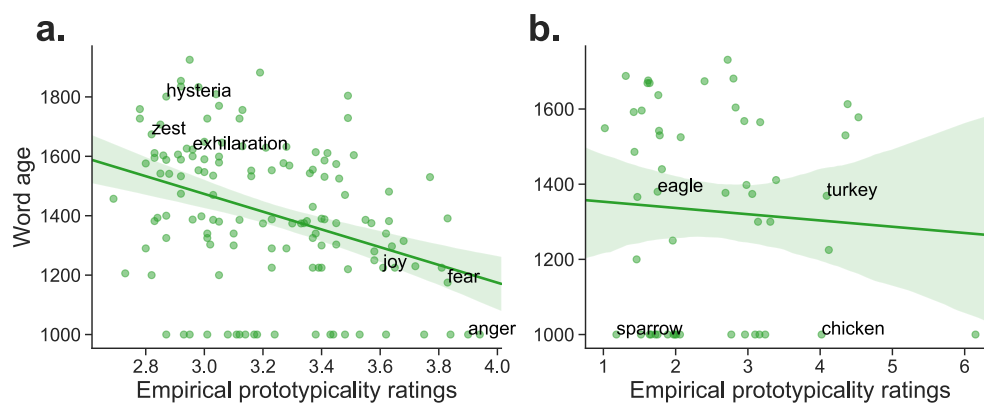 a.
Word age
1800
1600
1400
1200
1000
hysteria
zest
exhilaration
joy
fear
anger
2.8 3.0 3.2 3.4 3.6 3.8 4.0
Empirical prototypicality ratings
b.
1600
1400
1200
1000
eagle
turkey
sparrow
chicken
1 2 3 4 5 6
Empirical prototypicality ratings